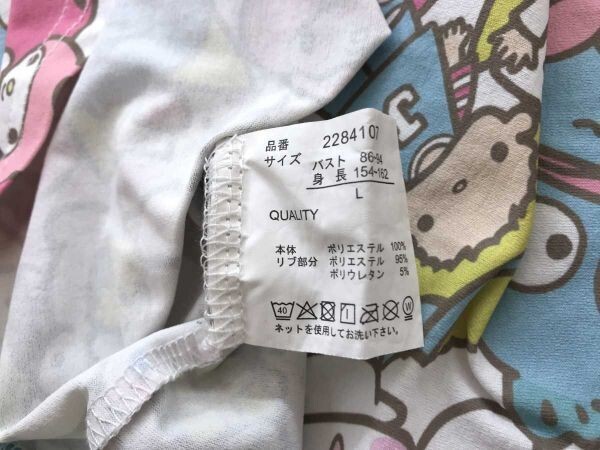 品番 2284107
サイズ バスト 86-94
身 長 154-162
L
QUALITY
本体 ポリエステル 100%
リブ部分 ポリエステル 95%
ポリウレタン 5%
40 W
ネットを使用してお洗い下さい。